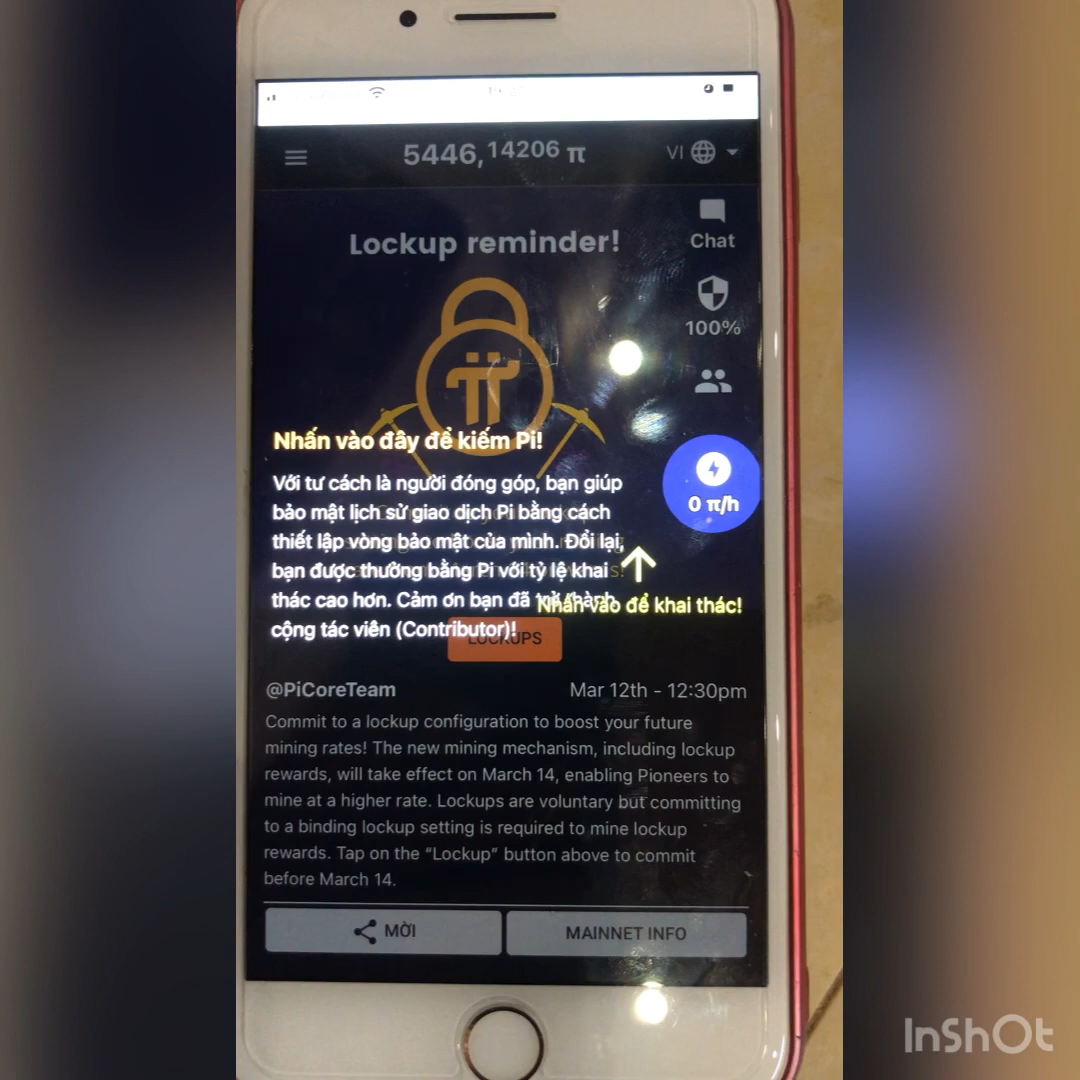 5446,14206 π
VI
Lockup reminder!
Chat
100%
Nhấn vào đây để kiếm Pi!
Với tư cách là người đóng góp, bạn giúp
bảo mật lịch sử giao dịch Pi bằng cách
thiết lập vòng bảo mật của mình. Đổi lại,
bạn được thưởng bằng Pi với tỷ lệ khai
thác cao hơn. Cảm ơn bạn đã trở thành
cộng tác viên (Contributor)!
0 π/h
Nhấn vào để khai thác!
LOCKUPS
@PiCoreTeam
Mar 12th - 12:30pm
Commit to a lockup configuration to boost your future
mining rates! The new mining mechanism, including lockup
rewards, will take effect on March 14, enabling Pioneers to
mine at a higher rate. Lockups are voluntary but committing
to a binding lockup setting is required to mine lockup
rewards. Tap on the “Lockup” button above to commit
before March 14.
MỜI
MAINNET INFO
InShOt